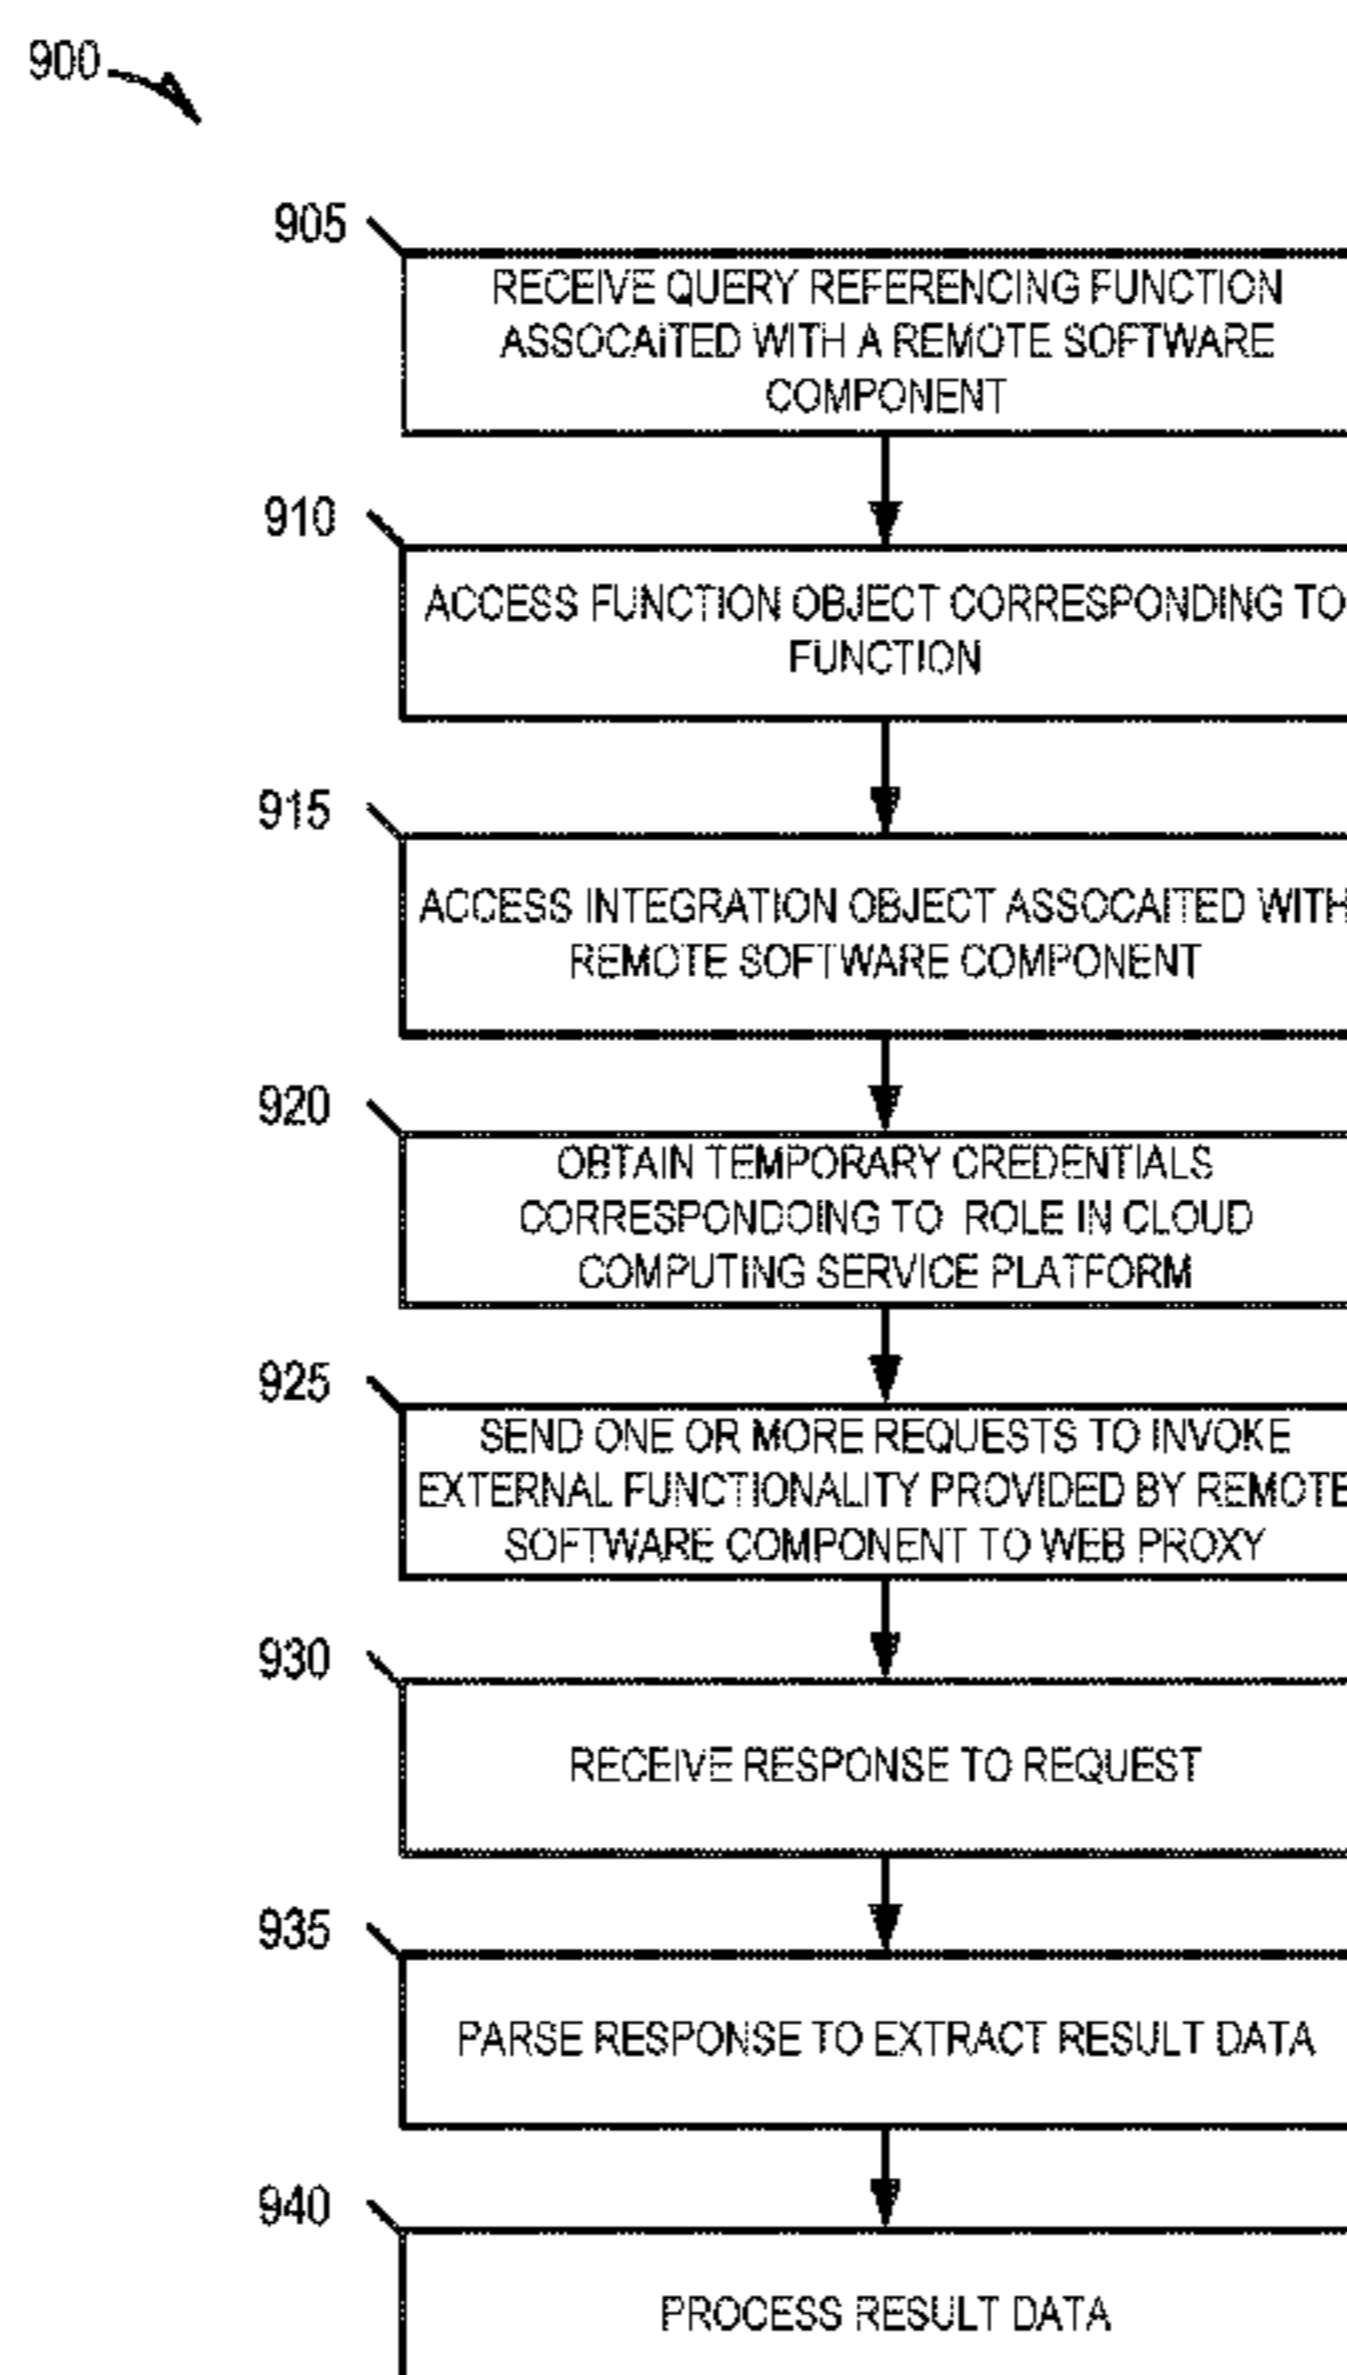 900
905
RECEIVE QUERY REFERENCING FUNCTION
ASSOCAITED WITH A REMOTE SOFTWARE
COMPONENT
910
ACCESS FUNCTION OBJECT CORRESPONDING TO
FUNCTION
915
ACCESS INTEGRATION OBJECT ASSOCAITED WITH
REMOTE SOFTWARE COMPONENT
920
OBTAIN TEMPORARY CREDENTIALS
CORRESPONDOING TO ROLE IN CLOUD
COMPUTING SERVICE PLATFORM
925
SEND ONE OR MORE REQUESTS TO INVOKE
EXTERNAL FUNCTIONALITY PROVIDED BY REMOTE
SOFTWARE COMPONENT TO WEB PROXY
930
RECEIVE RESPONSE TO REQUEST
935
PARSE RESPONSE TO EXTRACT RESULT DATA
940
PROCESS RESULT DATA